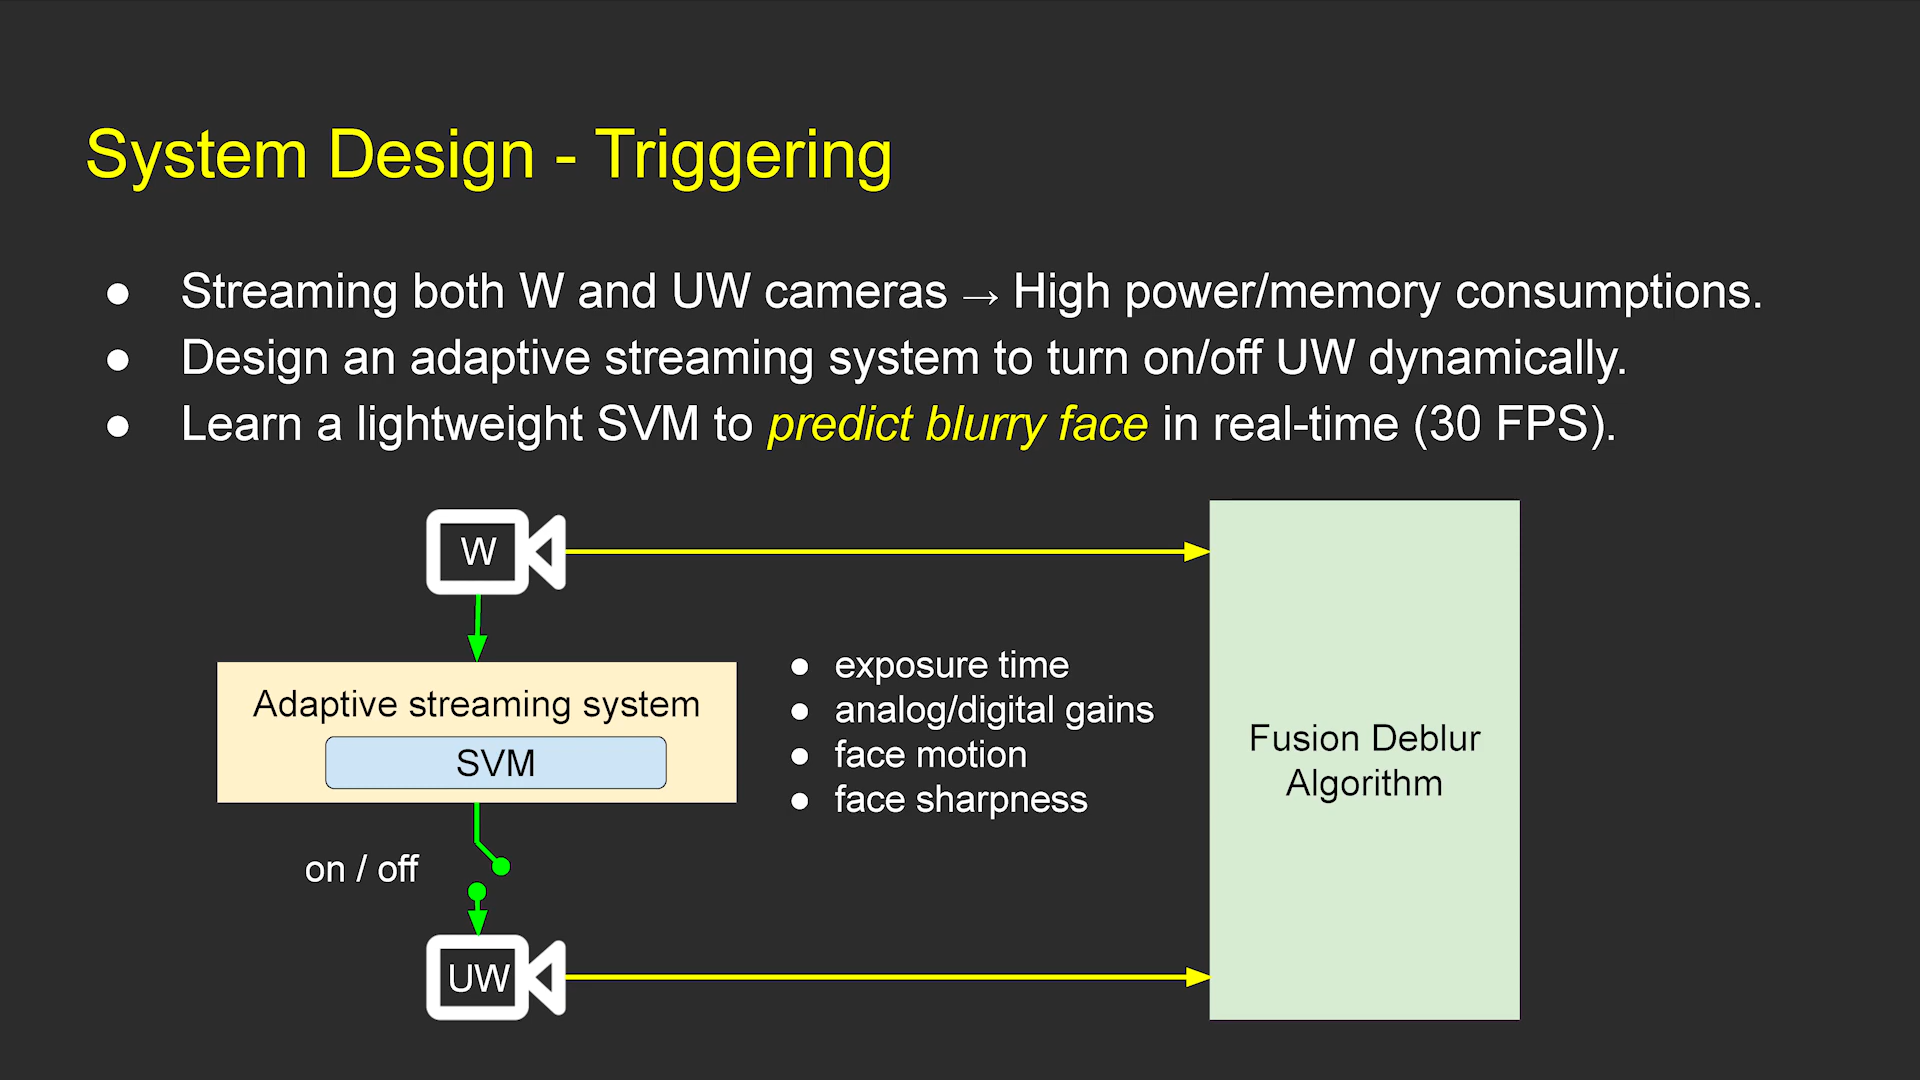 System Design - Triggering
● Streaming both W and UW cameras → High power/memory consumptions.
● Design an adaptive streaming system to turn on/off UW dynamically.
● Learn a lightweight SVM to predict blurry face in real-time (30 FPS).
W
Adaptive streaming system
SVM
● exposure time
● analog/digital gains
● face motion
● face sharpness
Fusion Deblur
Algorithm
on / off
UW